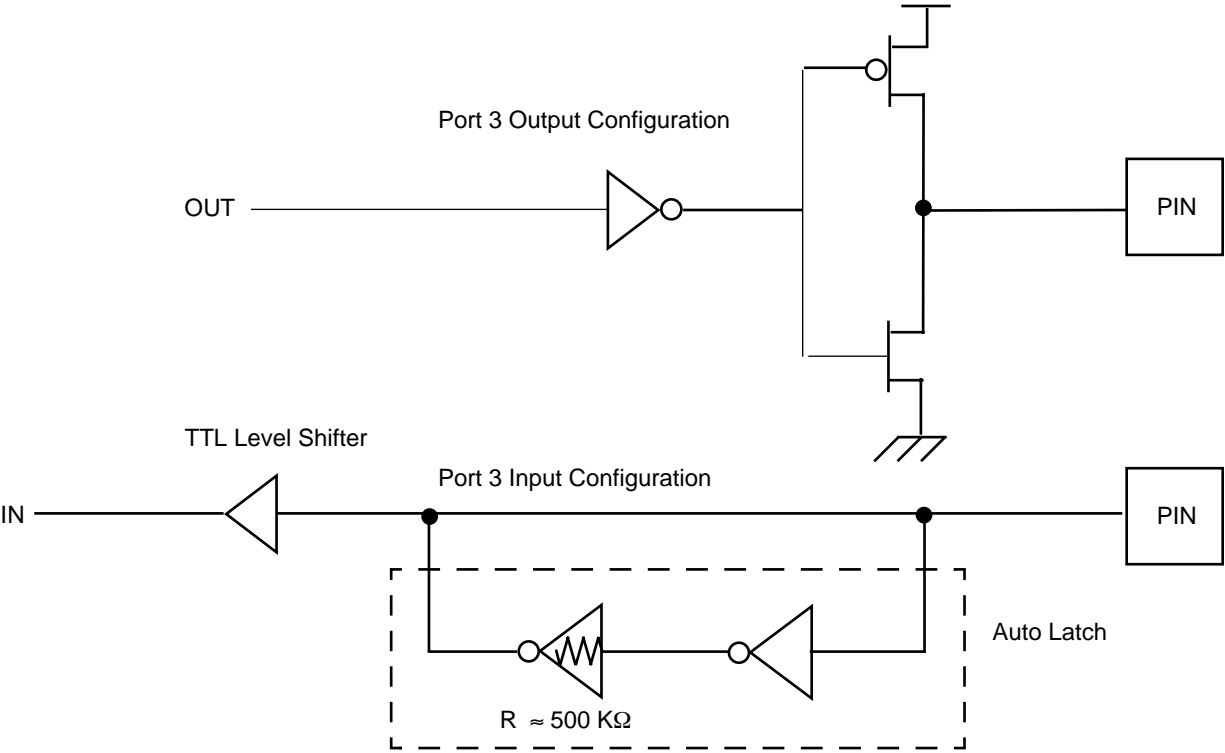 Port 3 Output Configuration
OUT
PIN
TTL Level Shifter
Port 3 Input Configuration
IN
PIN
Auto Latch
R ≈ 500 KΩ